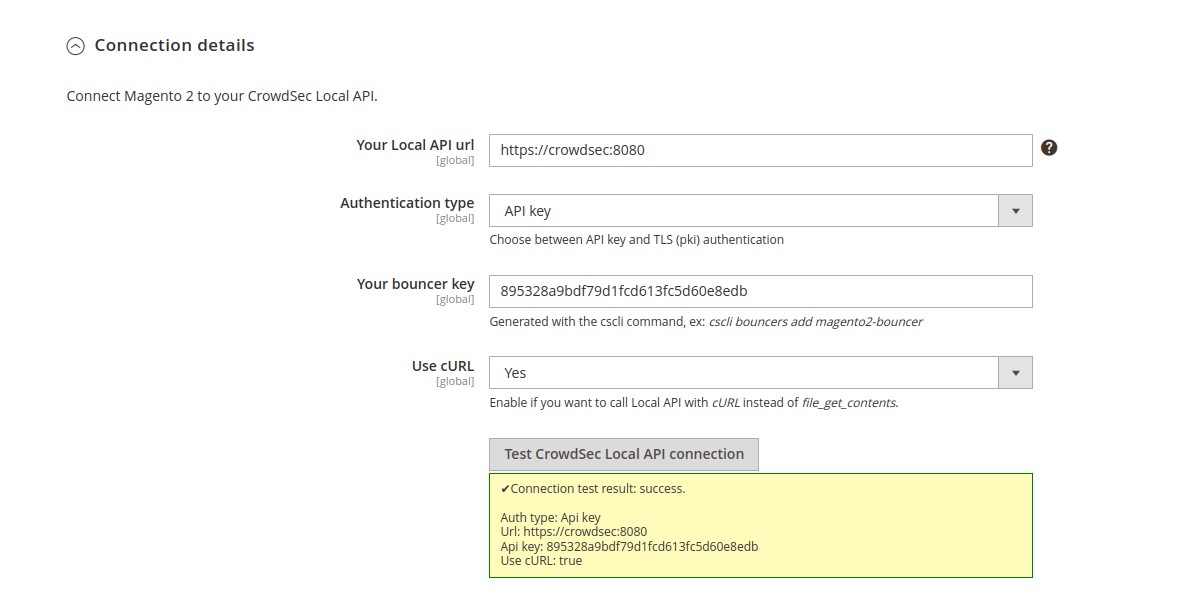 Connection details
Connect Magento 2 to your CrowdSec Local API.
Your Local API url
[global]
https://crowdsec:8080
?
Authentication type
[global]
API key
Choose between API key and TLS (pki) authentication
Your bouncer key
[global]
895328a9bdf79d1fcd613fc5d60e8edb
Generated with the cscli command, ex: cscli bouncers add magento2-bouncer
Use cURL
[global]
Yes
Enable if you want to call Local API with cURL instead of file_get_contents.
Test CrowdSec Local API connection
✔Connection test result: success.
Auth type: Api key
Url: https://crowdsec:8080
Api key: 895328a9bdf79d1fcd613fc5d60e8edb
Use cURL: true